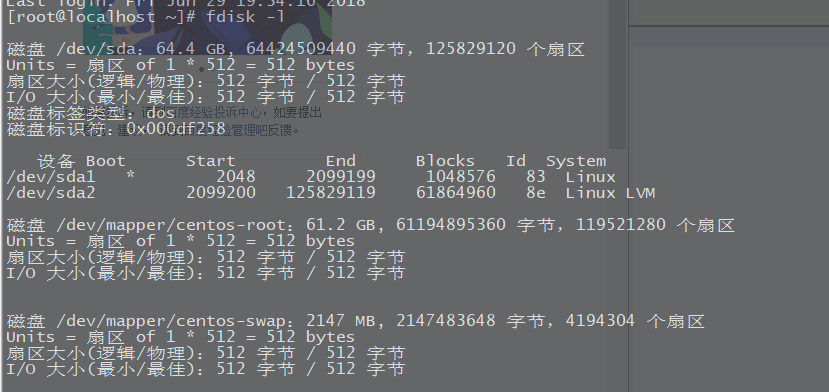 Last login: Fri Jun 29 19:54:10 2018
[root@localhost ~]# fdisk -l
磁盘 /dev/sda：64.4 GB, 64424509440 字节，125829120 个扇区
Units = 扇区 of 1 * 512 = 512 bytes
扇区大小(逻辑/物理)：512 字节 / 512 字节
I/O 大小(最小/最佳)：512 字节 / 512 字节
磁盘标签类型：dos
磁盘标识符：0x000df258
设备 Boot Start End Blocks Id System
/dev/sda1 * 2048 2099199 1048576 83 Linux
/dev/sda2 2099200 125829119 61864960 8e Linux LVM
磁盘 /dev/mapper/centos-root：61.2 GB, 61194895360 字节，119521280 个扇区
Units = 扇区 of 1 * 512 = 512 bytes
扇区大小(逻辑/物理)：512 字节 / 512 字节
I/O 大小(最小/最佳)：512 字节 / 512 字节
磁盘 /dev/mapper/centos-swap：2147 MB, 2147483648 字节，4194304 个扇区
Units = 扇区 of 1 * 512 = 512 bytes
扇区大小(逻辑/物理)：512 字节 / 512 字节
I/O 大小(最小/最佳)：512 字节 / 512 字节
度经验投诉中心，如要提出
管理吧反馈。